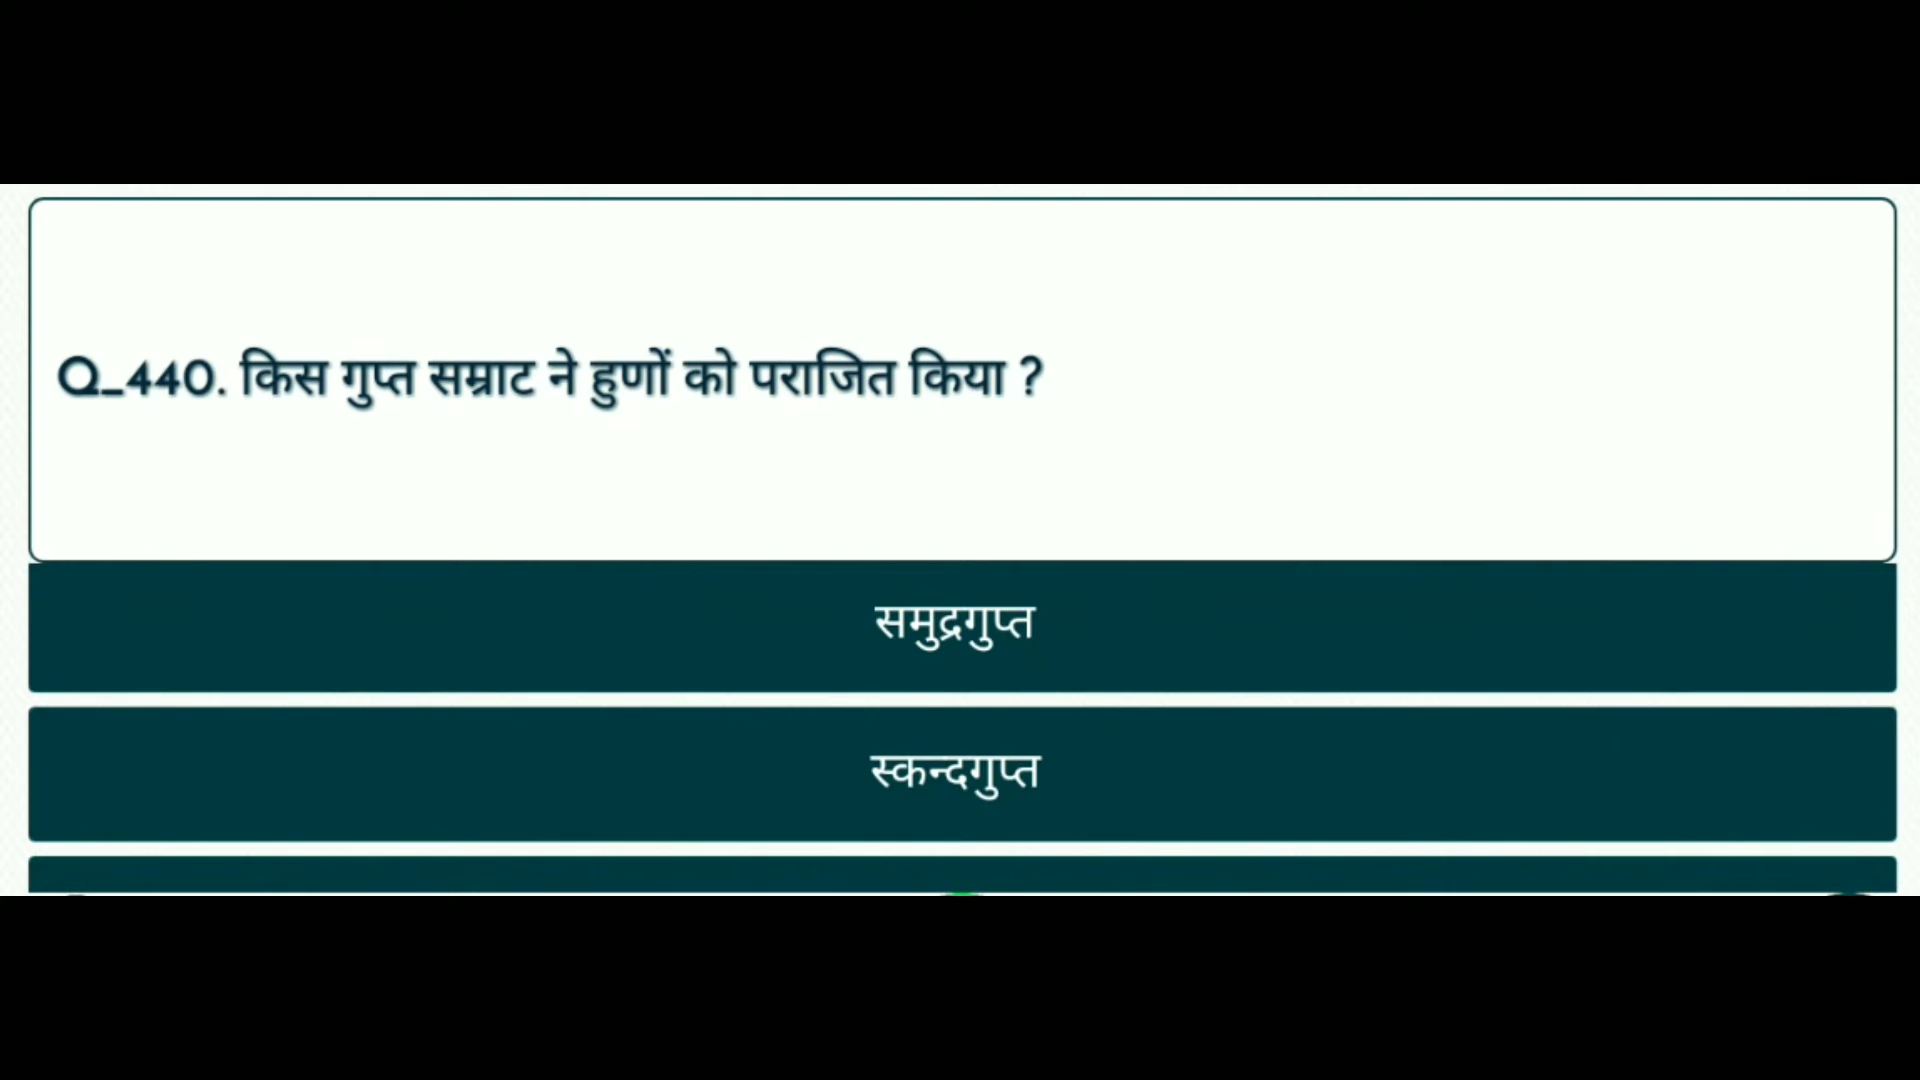 Q_440. किस गुप्त सम्राट ने हुणों को पराजित किया ?
समुद्रगुप्त
स्कन्दगुप्त